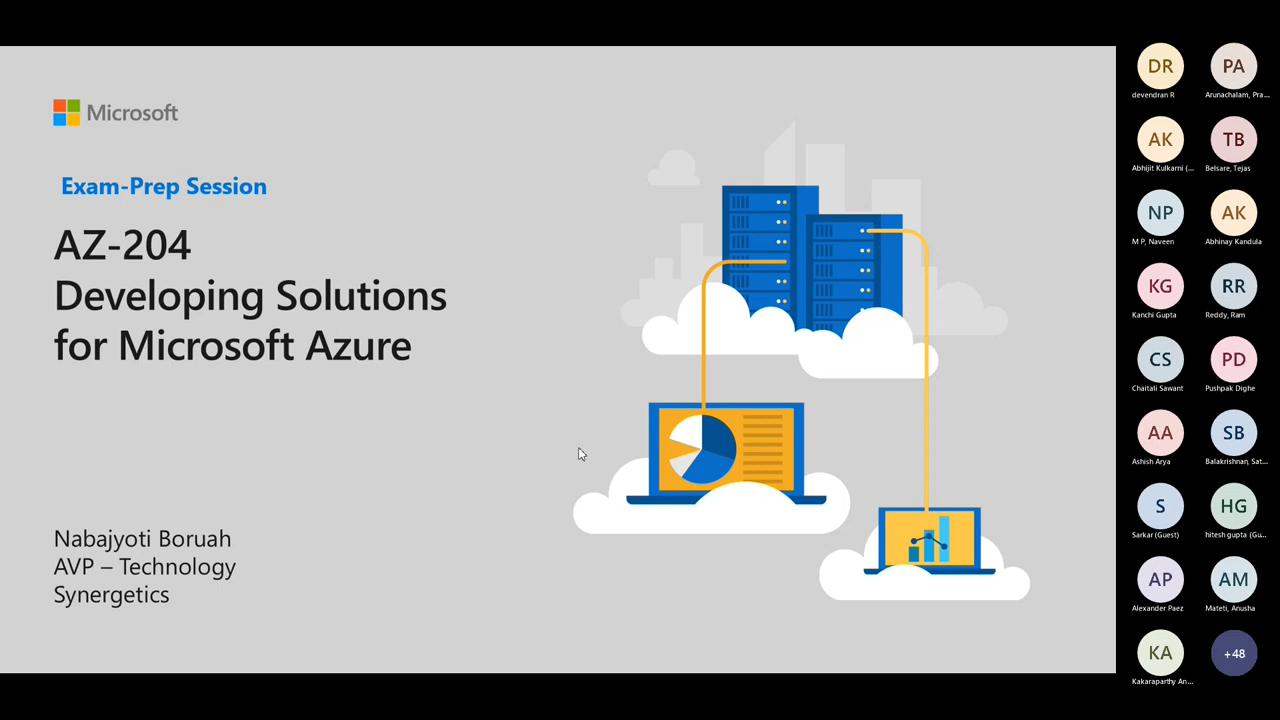 Microsoft
Exam-Prep Session
AZ-204
Developing Solutions
for Microsoft Azure
Nabajyoti Boruah
AVP – Technology
Synergetics
DR
devendran R
PA
Arunachalam, Pra...
AK
Abhijit Kulkarni (...
TB
Belsare, Tejas
NP
M P, Naveen
AK
Abhinay Kandula
KG
Kanchi Gupta
RR
Reddy, Ram
CS
Chaitali Sawant
PD
Pushpak Dighe
AA
Ashish Arya
SB
Balakrishnan, Sat...
S
Sarkar (Guest)
HG
hitesh gupta (Gu...
AP
Alexander Paez
AM
Mateti, Anusha
KA
Kakaraparthy An...
+48